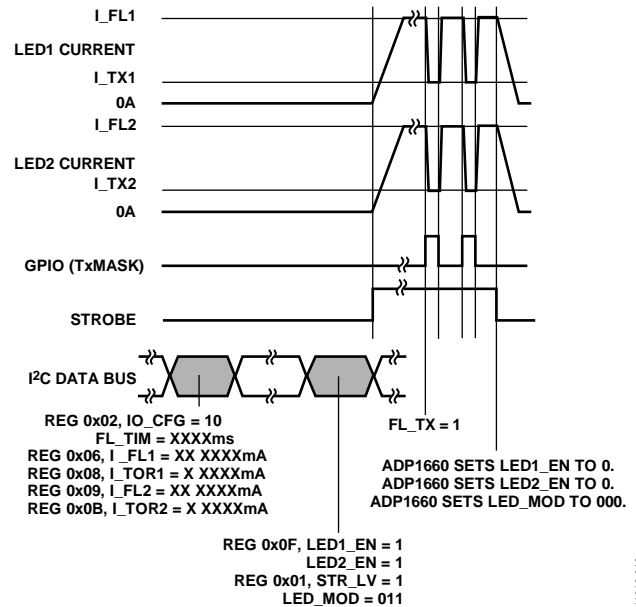 I_FL1
LED1 CURRENT
I_TX1
0A
I_FL2
LED2 CURRENT
I_TX2
0A
GPIO (TxMASK)
STROBE
I2C DATA BUS
REG 0x02, IO_CFG = 10
FL_TIM = XXXXms
REG 0x06, I _FL1 = XX XXXXmA
REG 0x08, I_TOR1 = X XXXXmA
REG 0x09, I_FL2 = XX XXXXmA
REG 0x0B, I_TOR2 = X XXXXmA
FL_TX = 1
ADP1660 SETS LED1_EN TO 0.
ADP1660 SETS LED2_EN TO 0.
ADP1660 SETS LED_MOD TO 000.
REG 0x0F, LED1_EN = 1
LED2_EN = 1
REG 0x01, STR_LV = 1
LED_MOD = 011